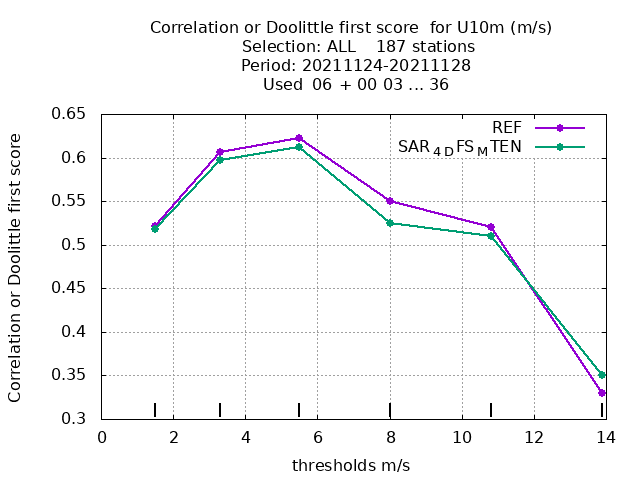 Correlation or Doolittle first score  for U10m (m/s)
Selection: ALL    187 stations
Period: 20211124-20211128
Used  06 + 00 03 ... 36
Correlation or Doolittle first score
0.65
0.6
0.55
0.5
0.45
0.4
0.35
0.3
REF
SAR4DFSMTEN
0 2 4 6 8 10 12 14
thresholds m/s